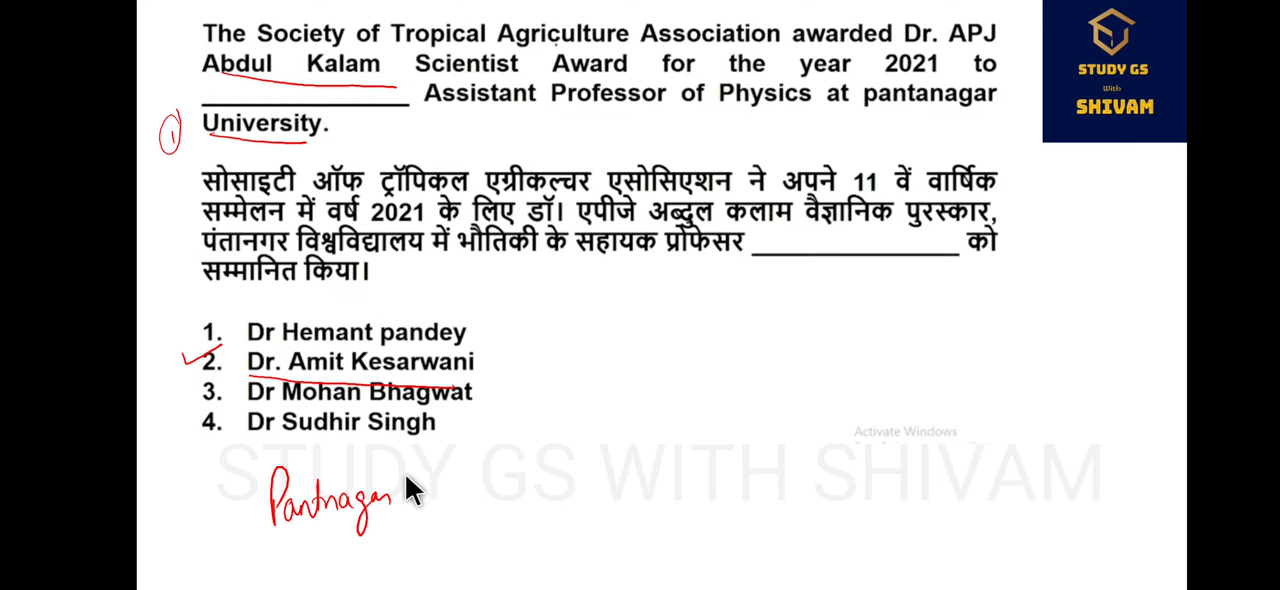 The Society of Tropical Agriculture Association awarded Dr. APJ
Abdul Kalam Scientist Award for the year 2021 to
_______________ Assistant Professor of Physics at pantanagar
University.
1
सोसाइटी ऑफ ट्रॉपिकल एग्रीकल्चर एसोसिएशन ने अपने 11 वें वार्षिक
सम्मेलन में वर्ष 2021 के लिए डॉ। एपीजे अब्दुल कलाम वैज्ञानिक पुरस्कार,
पंतानगर विश्वविद्यालय में भौतिकी के सहायक प्रोफेसर _______________ को
सम्मानित किया।
1. Dr Hemant pandey
2. Dr. Amit Kesarwani
3. Dr Mohan Bhagwat
4. Dr Sudhir Singh
Pantnagar
STUDY GS
With
SHIVAM
Activate Windows
STUDY GS WITH SHIVAM